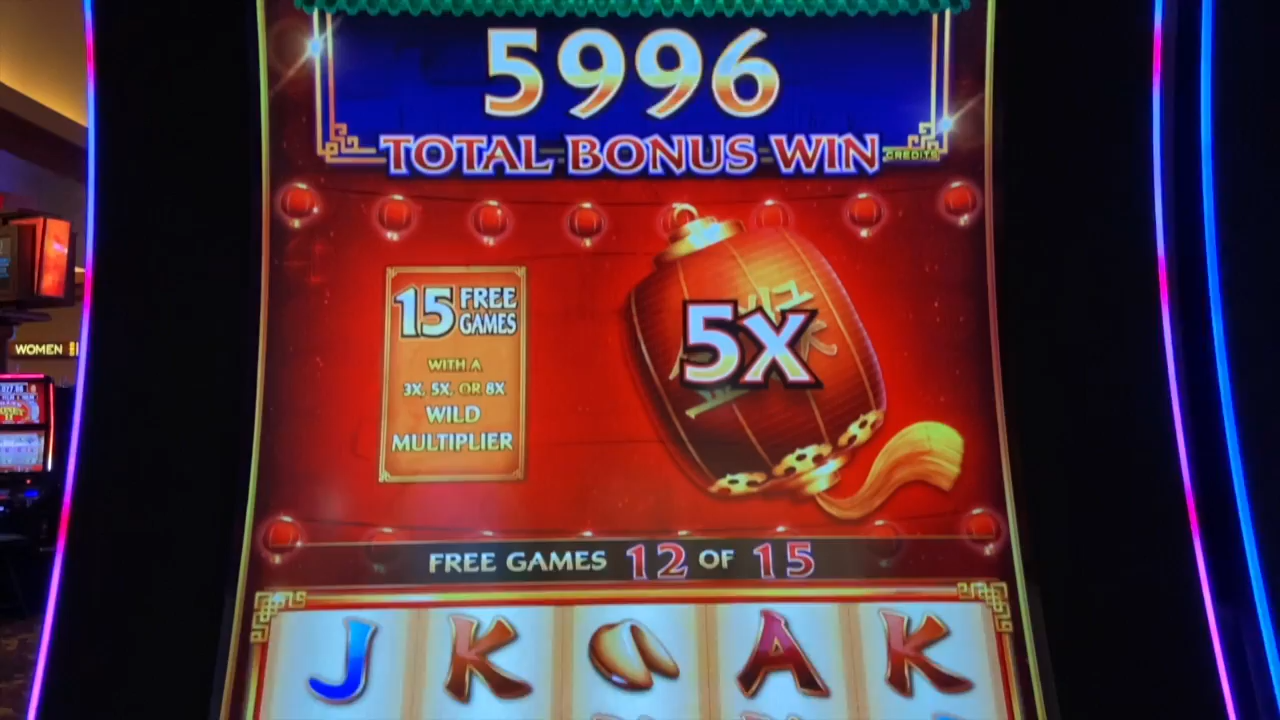 5996
TOTAL BONUS WIN
CREDITS
15 FREE
GAMES
WITH A
3X, 5X, OR 8X
WILD
MULTIPLIER
5X
WOMEN
FREE GAMES 12 OF 15
J K A K